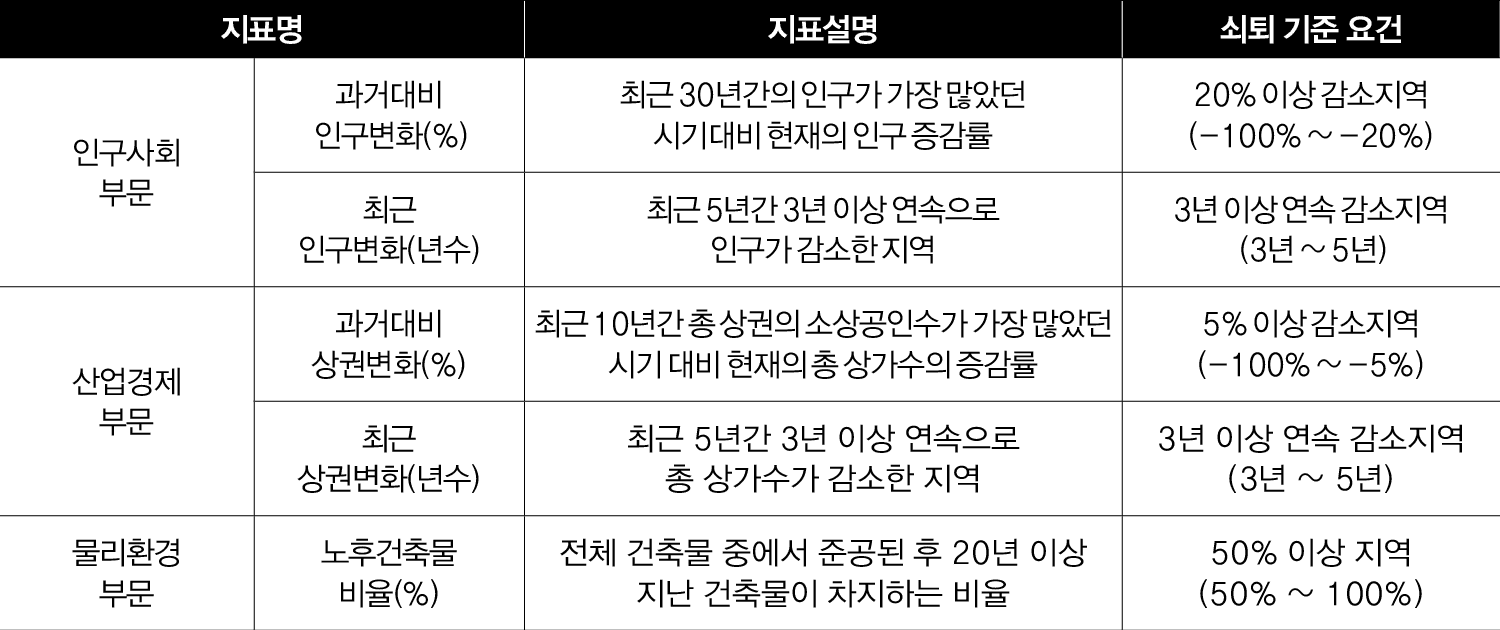 지표명
지표설명
쇠퇴 기준 요건
인구사회
부문
과거대비
인구변화(%)
최근 30년간의 인구가 가장 많았던
시기 대비 현재의 인구 증감률
20% 이상 감소지역
(-100% ~ -20%)
최근
인구변화(년수)
최근 5년간 3년 이상 연속으로
인구가 감소한 지역
3년 이상 연속 감소지역
(3년 ~ 5년)
산업경제
부문
과거대비
상권변화(%)
최근 10년간 총 상권의 소상공인수가 가장 많았던
시기 대비 현재의 총 상가수의 증감률
5% 이상 감소지역
(-100% ~ -5%)
최근
상권변화(년수)
최근 5년간 3년 이상 연속으로
총 상가수가 감소한 지역
3년 이상 연속 감소지역
(3년 ~ 5년)
물리환경
부문
노후건축물
비율(%)
전체 건축물 중에서 준공된 후 20년 이상
지난 건축물이 차지하는 비율
50% 이상 지역
(50% ~ 100%)